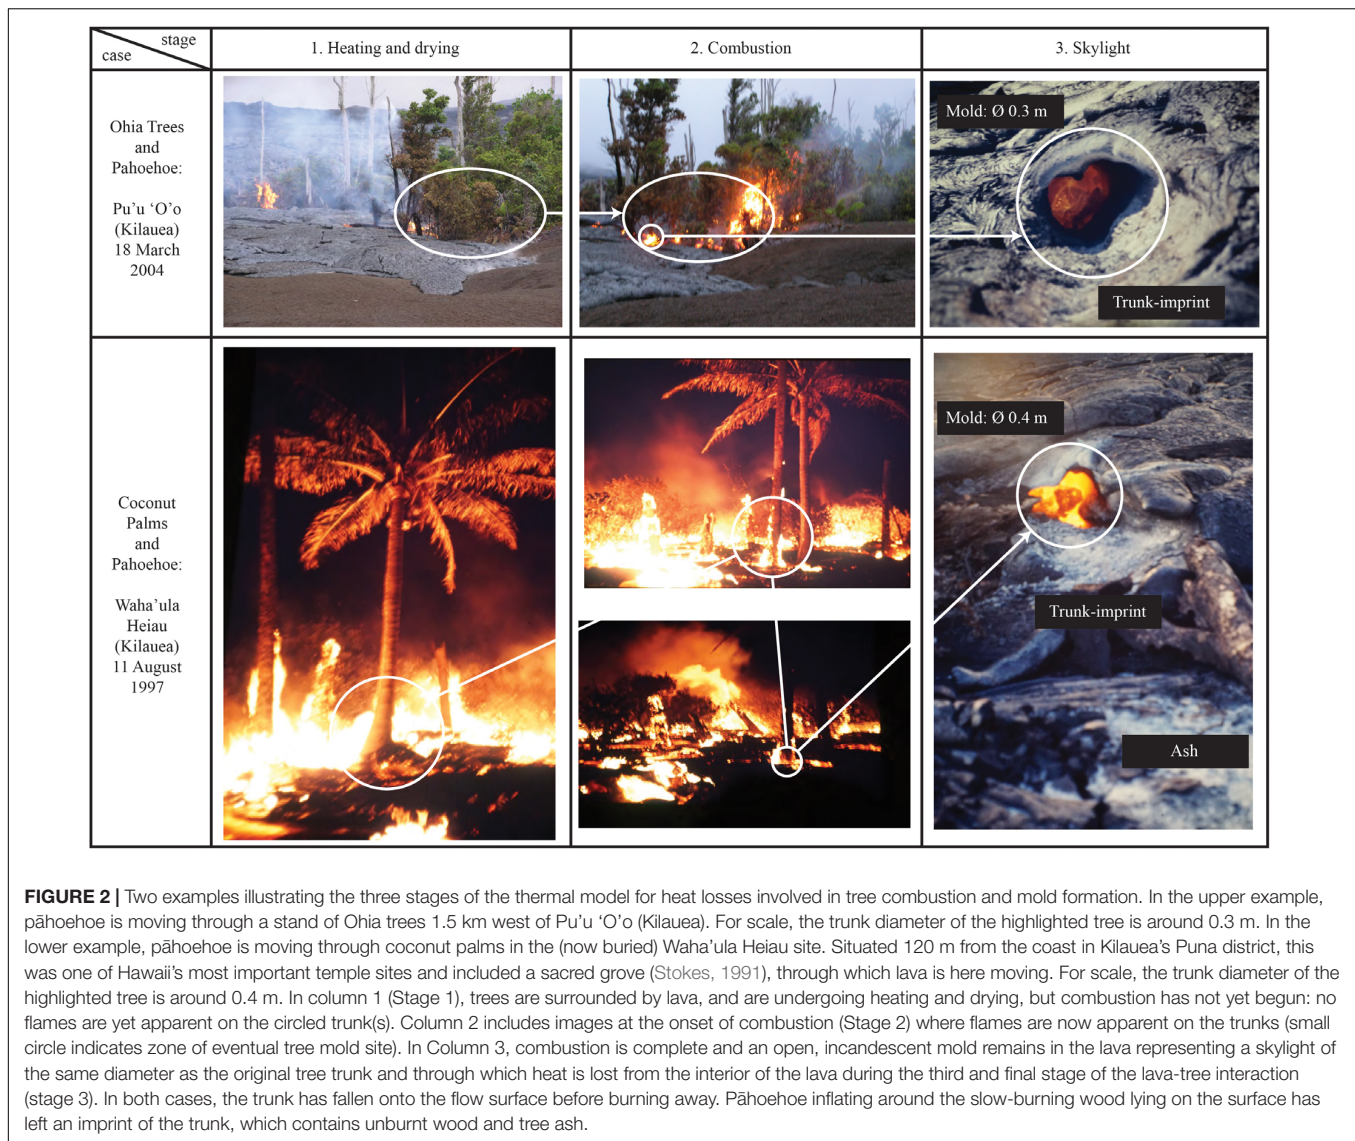 stage
case
1. Heating and drying
2. Combustion
3. Skylight
Ohia Trees
and
Pahoehoe:
Pu'u 'O'o
(Kilauea)
18 March
2004
Mold: Ø 0.3 m
Trunk-imprint
Coconut
Palms
and
Pahoehoe:
Waha'ula
Heiau
(Kilauea)
11 August
1997
Mold: Ø 0.4 m
Trunk-imprint
Ash
FIGURE 2 | Two examples illustrating the three stages of the thermal model for heat losses involved in tree combustion and mold formation. In the upper example,
pāhoehoe is moving through a stand of Ohia trees 1.5 km west of Pu'u 'O'o (Kilauea). For scale, the trunk diameter of the highlighted tree is around 0.3 m. In the
lower example, pāhoehoe is moving through coconut palms in the (now buried) Waha'ula Heiau site. Situated 120 m from the coast in Kilauea's Puna district, this
was one of Hawaii's most important temple sites and included a sacred grove (Stokes, 1991), through which lava is here moving. For scale, the trunk diameter of the
highlighted tree is around 0.4 m. In column 1 (Stage 1), trees are surrounded by lava, and are undergoing heating and drying, but combustion has not yet begun: no
flames are yet apparent on the circled trunk(s). Column 2 includes images at the onset of combustion (Stage 2) where flames are now apparent on the trunks (small
circle indicates zone of eventual tree mold site). In Column 3, combustion is complete and an open, incandescent mold remains in the lava representing a skylight of
the same diameter as the original tree trunk and through which heat is lost from the interior of the lava during the third and final stage of the lava-tree interaction
(stage 3). In both cases, the trunk has fallen onto the flow surface before burning away. Pāhoehoe inflating around the slow-burning wood lying on the surface has
left an imprint of the trunk, which contains unburnt wood and tree ash.